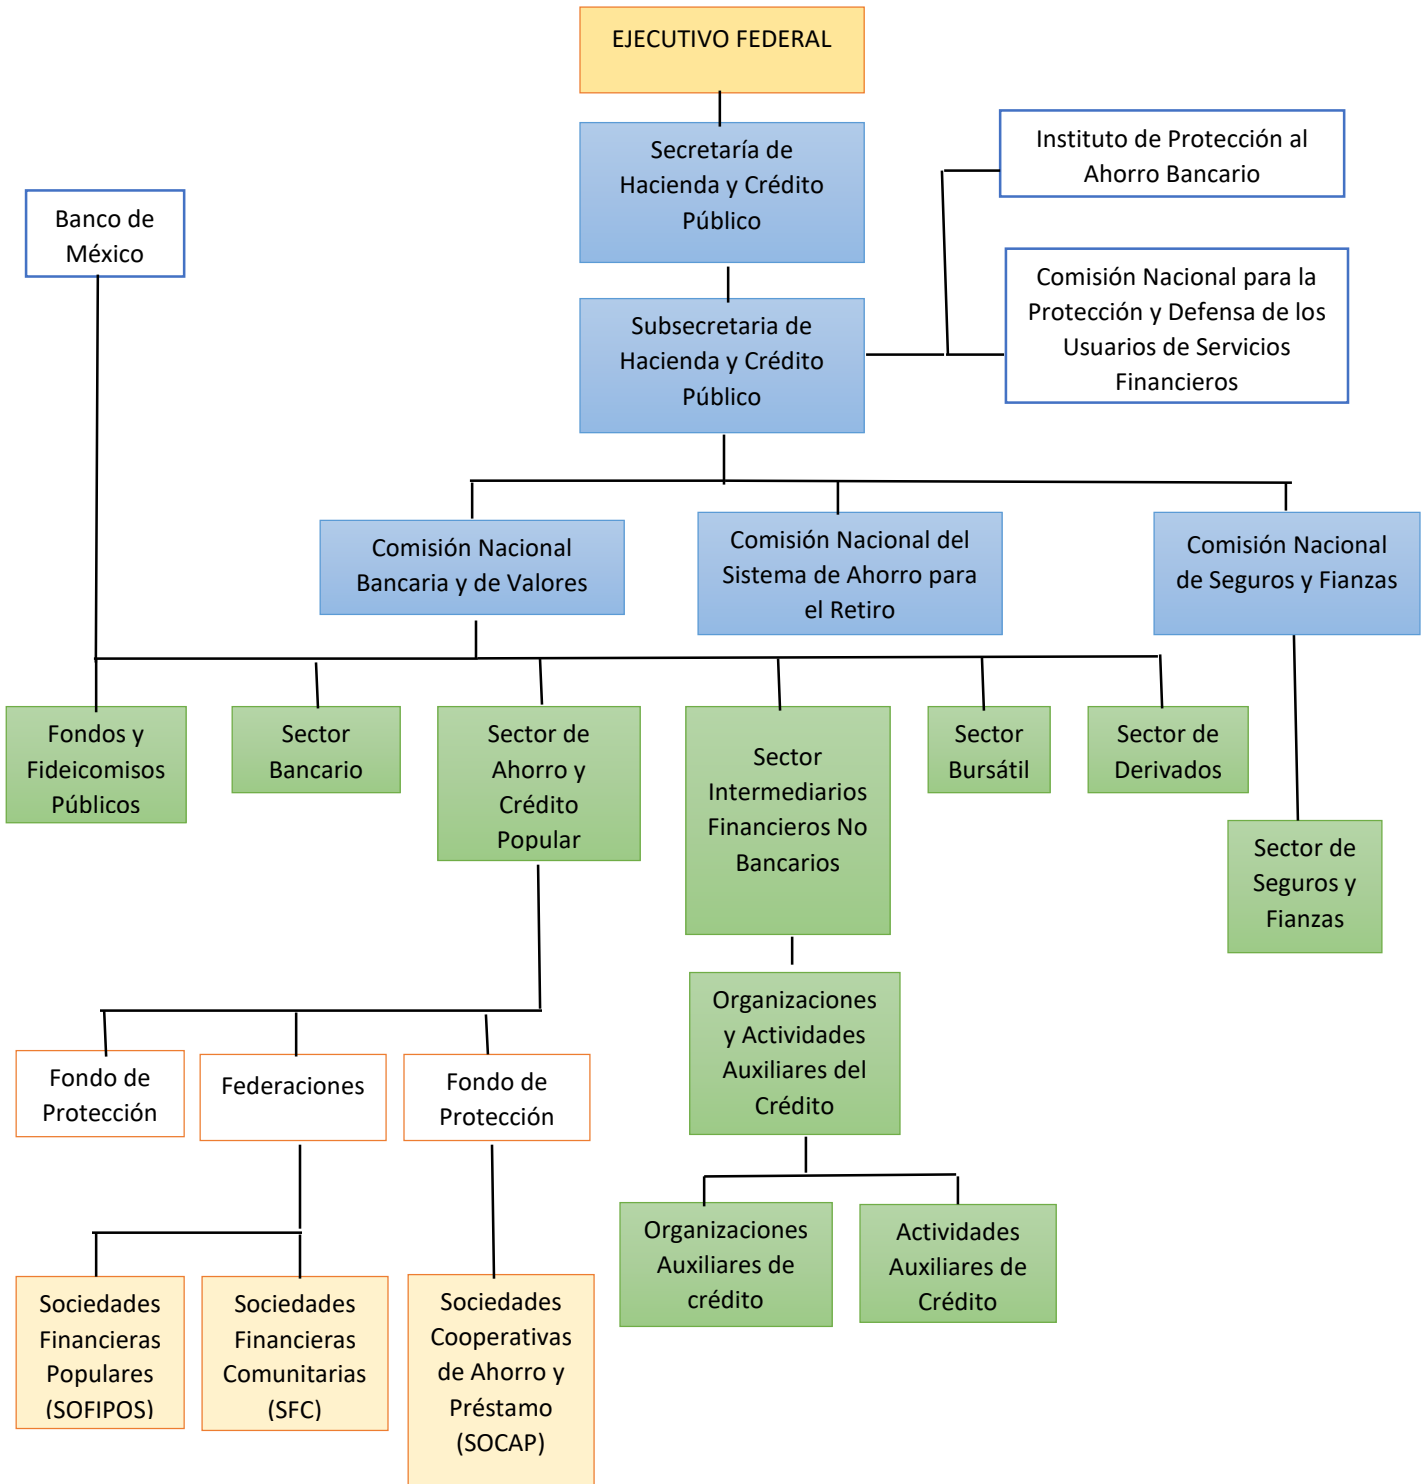 EJECUTIVO FEDERAL
Secretaría de
Hacienda y Crédito
Público
Instituto de Protección al
Ahorro Bancario
Banco de
México
Comisión Nacional para la
Protección y Defensa de los
Usuarios de Servicios
Financieros
Subsecretaria de
Hacienda y Crédito
Público
Comisión Nacional
Bancaria y de Valores
Comisión Nacional del
Sistema de Ahorro para
el Retiro
Comisión Nacional
de Seguros y Fianzas
Fondos y
Fideicomisos
Públicos
Sector
Bancario
Sector de
Ahorro y
Crédito
Popular
Sector
Intermediarios
Financieros No
Bancarios
Sector
Bursátil
Sector de
Derivados
Sector de
Seguros y
Fianzas
Organizaciones
y Actividades
Auxiliares del
Crédito
Fondo de
Protección
Federaciones
Fondo de
Protección
Organizaciones
Auxiliares de
crédito
Actividades
Auxiliares de
Crédito
Sociedades
Financieras
Populares
(SOFIPOS)
Sociedades
Financieras
Comunitarias
(SFC)
Sociedades
Cooperativas
de Ahorro y
Préstamo
(SOCAP)